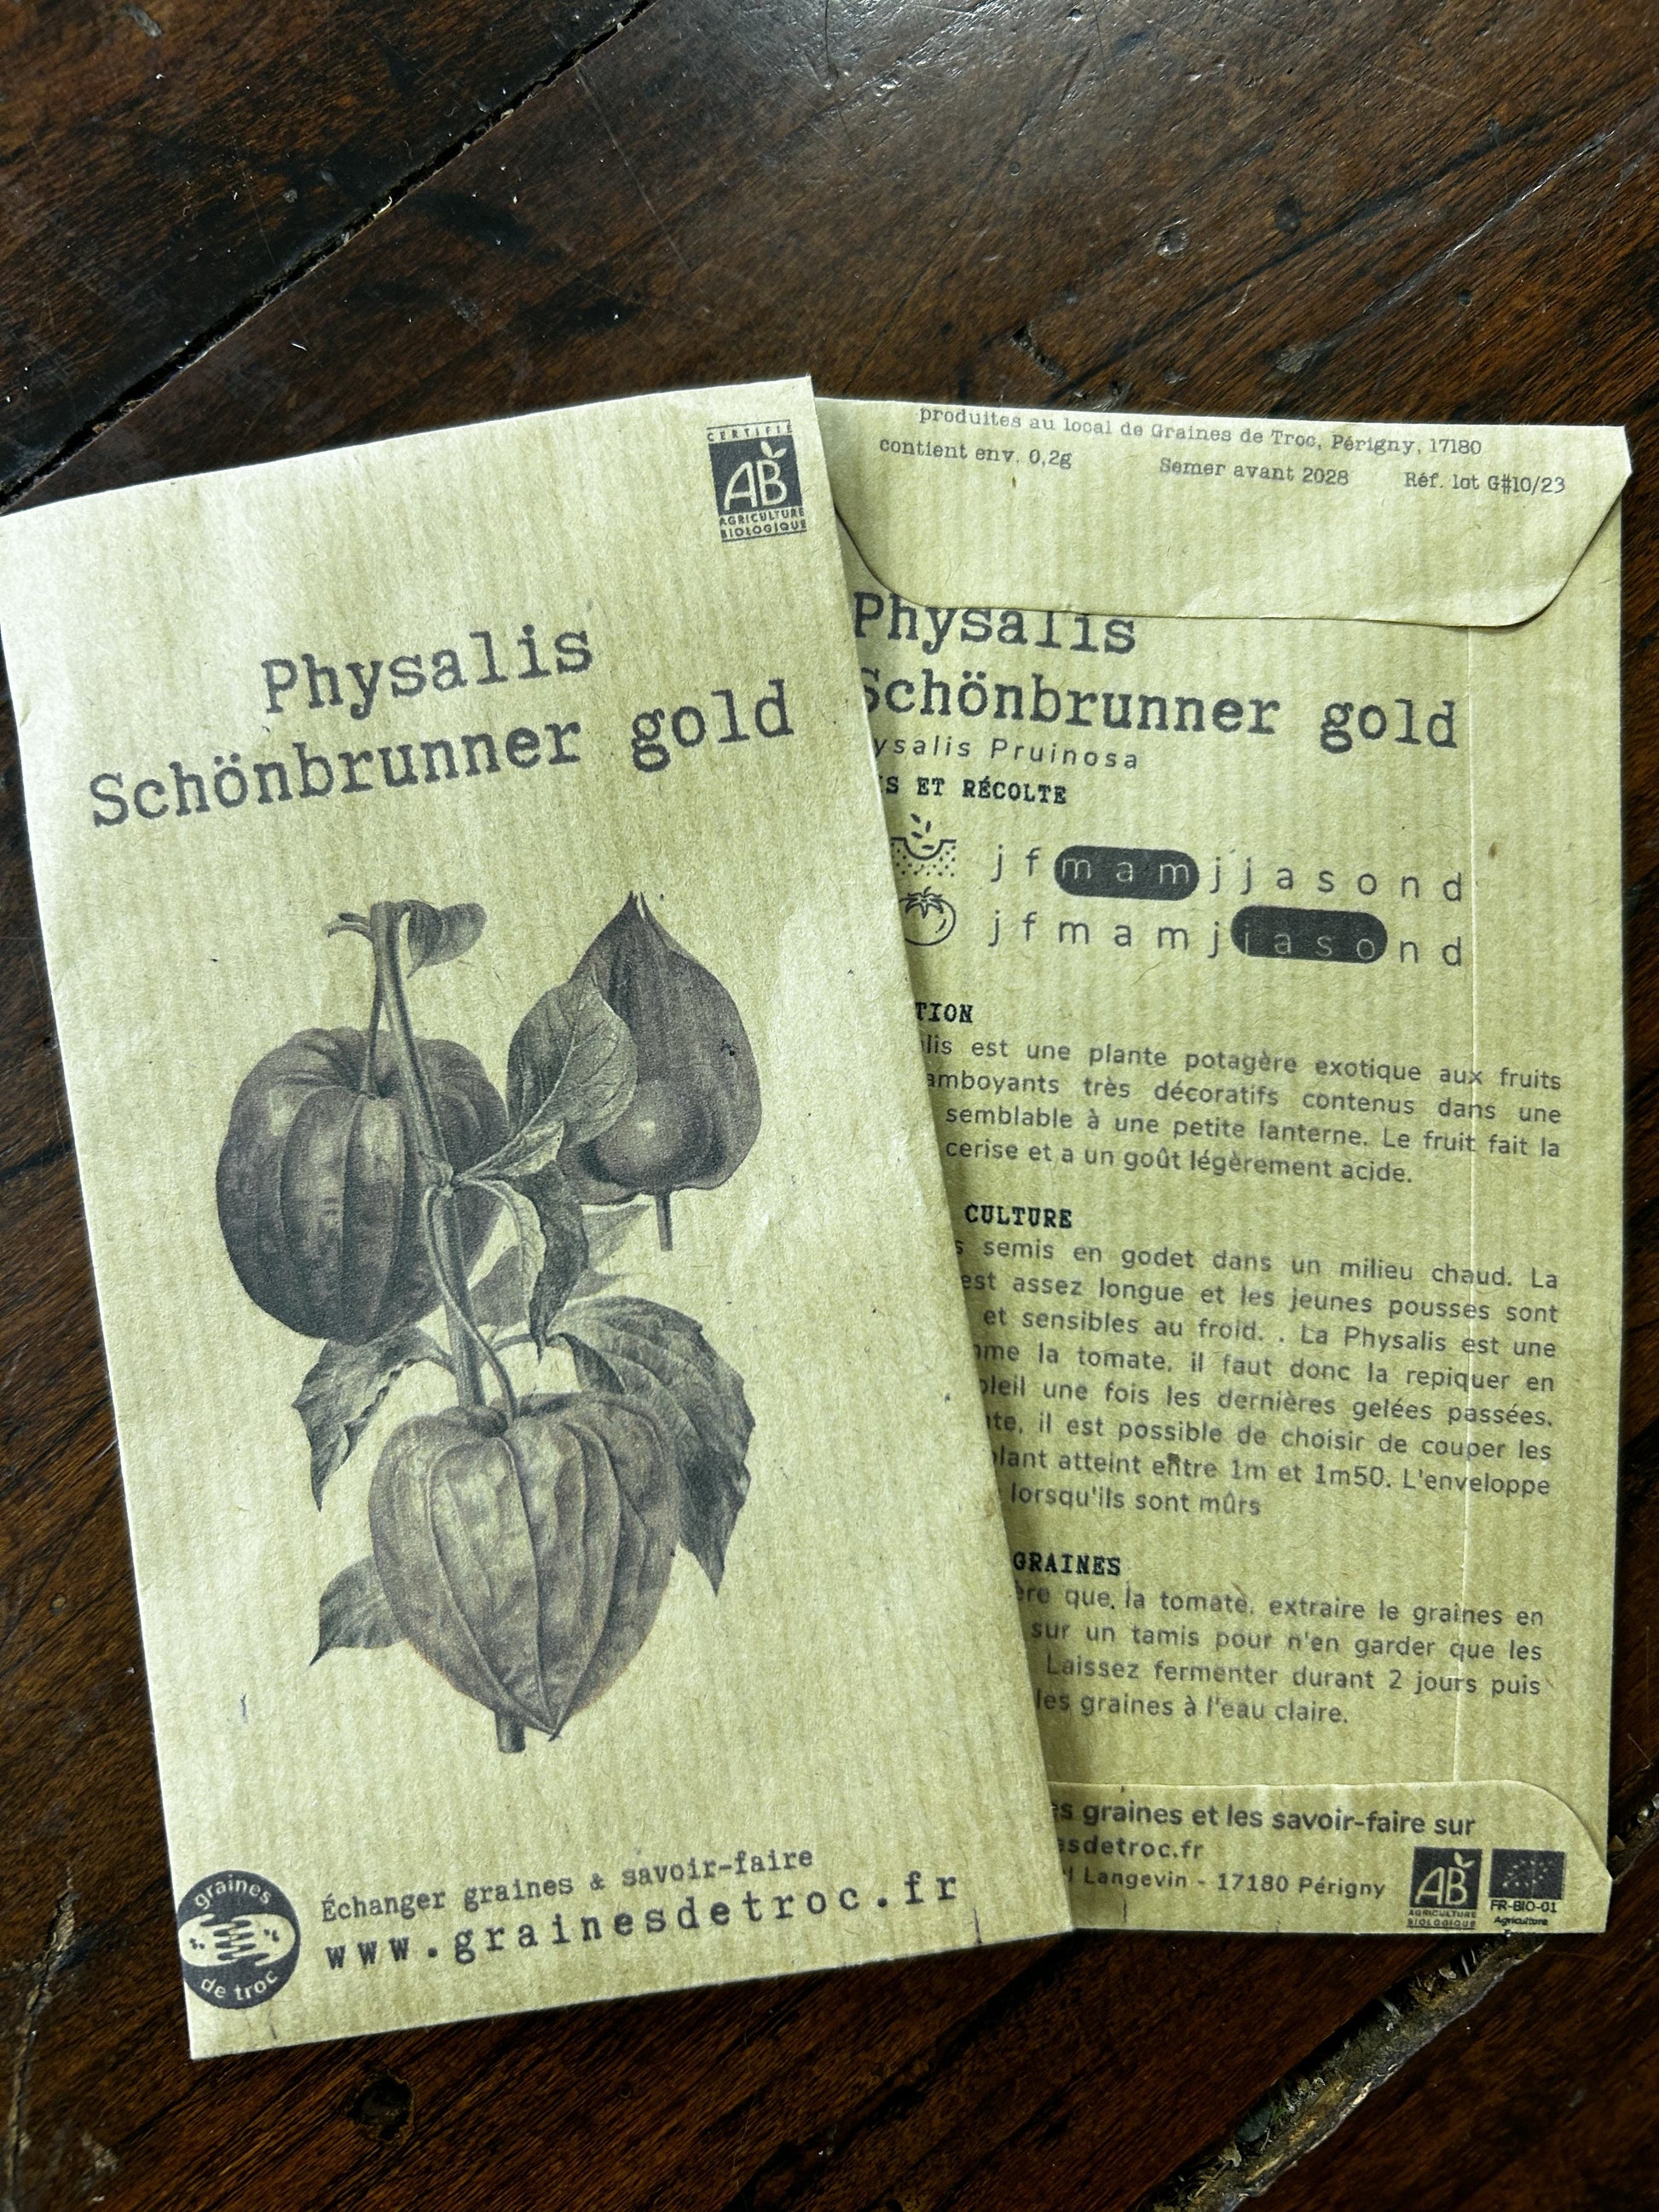 CERTIFIÉ
AB
AGRICULTURE
BIOLOGIQUE
Physalis
Schönbrunner gold
graines
de troc
Échanger graines & savoir-faire
www.grainesdetroc.fr
produites au local de Graines de Troc, Périgny, 17180
contient env. 0,2g Semer avant 2028 Réf. lot G#10/23
Physalis
Schönbrunner gold
ysalis Pruinosa
S ET RÉCOLTE
j f m a m j j a s o n d
j f m a m j j a s o n d
TION
lis est une plante potagère exotique aux fruits
amboyants très décoratifs contenus dans une
semblable à une petite lanterne. Le fruit fait la
cerise et a un goût légèrement acide.
CULTURE
s semis en godet dans un milieu chaud. La
est assez longue et les jeunes pousses sont
et sensibles au froid. . La Physalis est une
me la tomate, il faut donc la repiquer en
oleil une fois les dernières gelées passées.
te, il est possible de choisir de couper les
plant atteint entre 1m et 1m50. L'enveloppe
lorsqu'ils sont mûrs
GRAINES
ère que la tomate, extraire le graines en
sur un tamis pour n'en garder que les
Laissez fermenter durant 2 jours puis
les graines à l'eau claire.
s graines et les savoir-faire sur
sdetroc.fr
l Langevin - 17180 Périgny
AB
AGRICULTURE
BIOLOGIQUE
FR-BIO-01
Agriculture